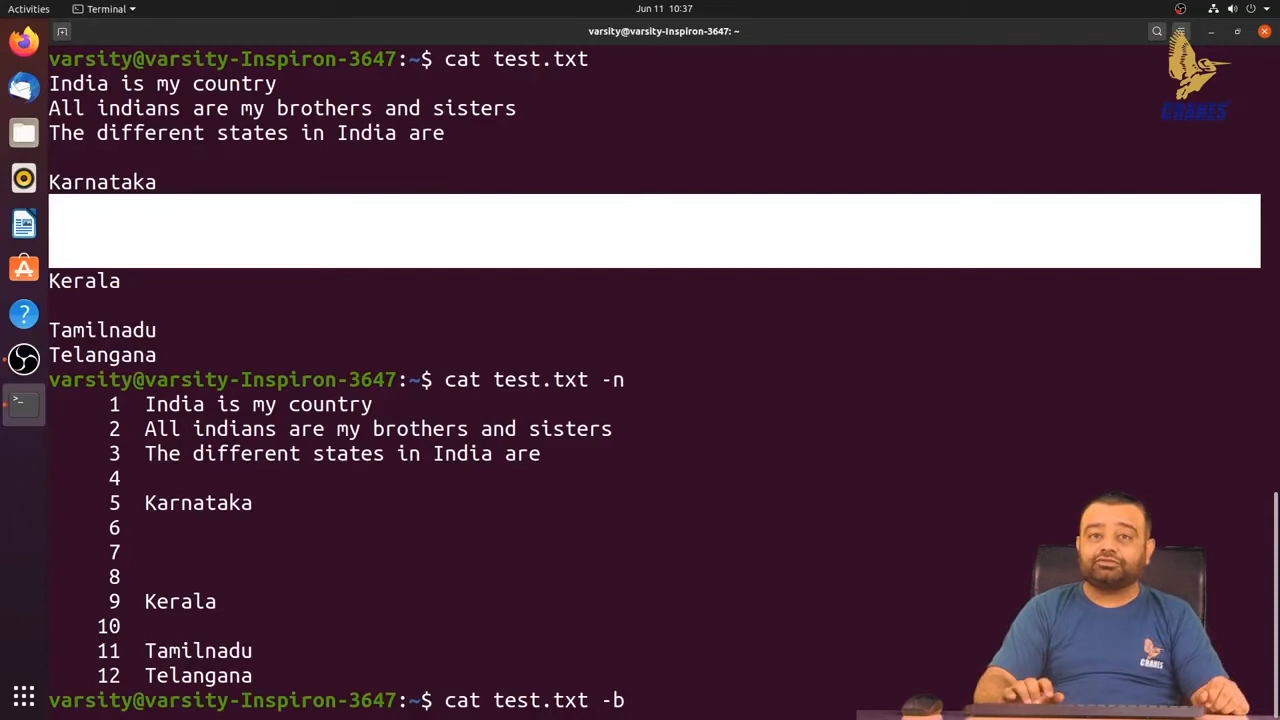 Activities
Terminal
Jun 11 10:37
varsity@varsity-Inspiron-3647: ~
varsity@varsity-Inspiron-3647:~$ cat test.txt
India is my country
All indians are my brothers and sisters
The different states in India are
Karnataka
Kerala
Tamilnadu
Telangana
varsity@varsity-Inspiron-3647:~$ cat test.txt -n
1 India is my country
2 All indians are my brothers and sisters
3 The different states in India are
4
5 Karnataka
6
7
8
9 Kerala
10
11 Tamilnadu
12 Telangana
varsity@varsity-Inspiron-3647:~$ cat test.txt -b
CRANES
CRANES